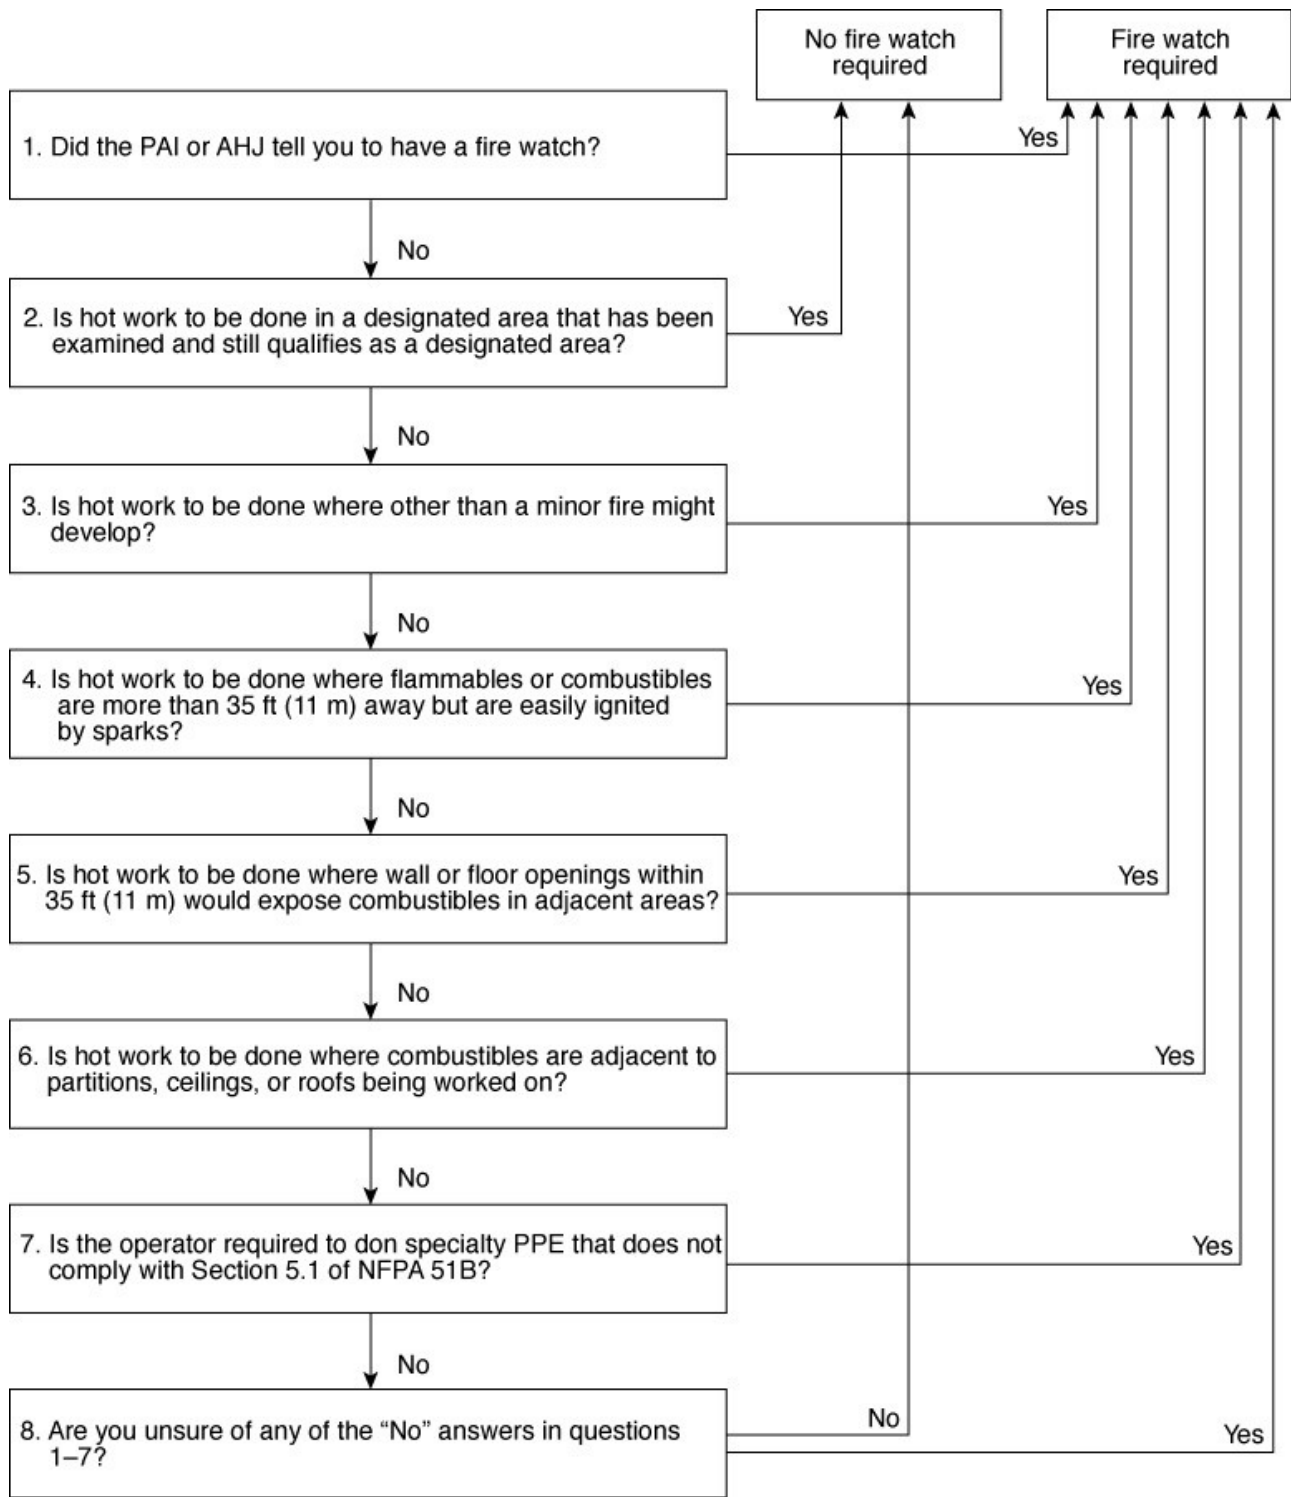 No fire watch
required
Fire watch
required
1. Did the PAI or AHJ tell you to have a fire watch?
Yes
No
2. Is hot work to be done in a designated area that has been
examined and still qualifies as a designated area?
Yes
No
3. Is hot work to be done where other than a minor fire might
develop?
Yes
No
4. Is hot work to be done where flammables or combustibles
are more than 35 ft (11 m) away but are easily ignited
by sparks?
Yes
No
5. Is hot work to be done where wall or floor openings within
35 ft (11 m) would expose combustibles in adjacent areas?
Yes
No
6. Is hot work to be done where combustibles are adjacent to
partitions, ceilings, or roofs being worked on?
Yes
No
7. Is the operator required to don specialty PPE that does not
comply with Section 5.1 of NFPA 51B?
Yes
No
8. Are you unsure of any of the “No” answers in questions
1–7?
No
Yes